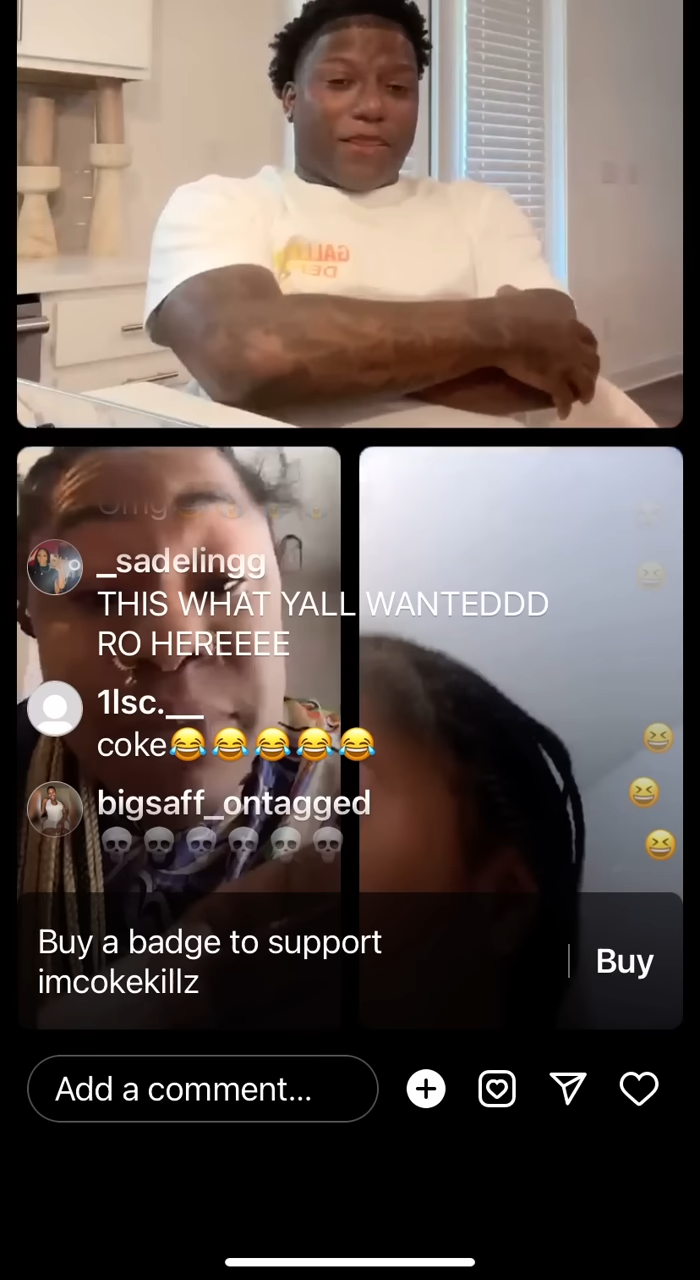 Omg
_sadelingg
THIS WHAT YALL WANTEDDD
RO HEREEEE
1lsc.__
coke😂😂😂😂😂
bigsaff_ontagged
💀💀💀💀💀💀
Buy a badge to support
imcokekillz
Buy
Add a comment...